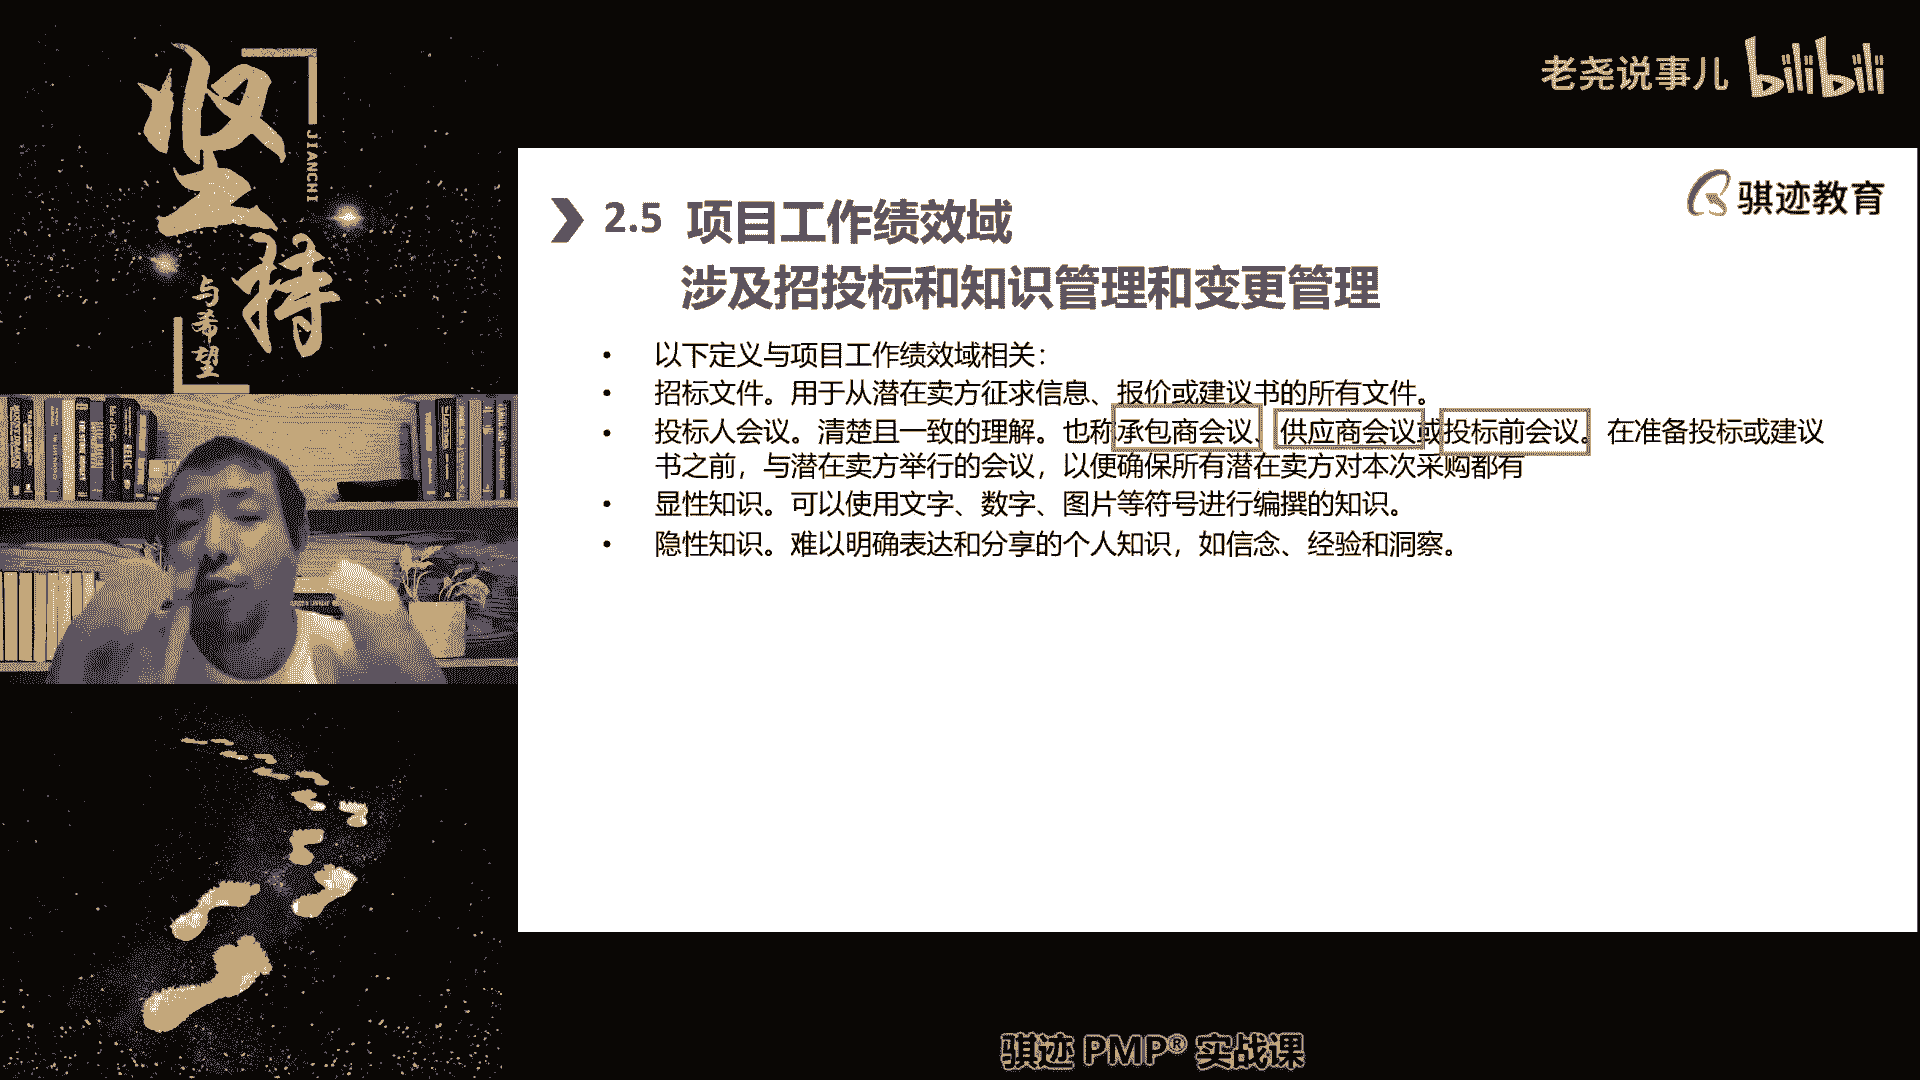 坚持
JIANCHI
与希望
老尧说事儿 bilibili
骐迹教育
2.5 项目工作绩效域
涉及招投标和知识管理和变更管理
• 以下定义与项目工作绩效域相关：
• 招标文件。用于从潜在卖方征求信息、报价或建议书的所有文件。
• 投标人会议。清楚且一致的理解。也称承包商会议、供应商会议或投标前会议。在准备投标或建议
书之前，与潜在卖方举行的会议，以便确保所有潜在卖方对本次采购都有
• 显性知识。可以使用文字、数字、图片等符号进行编撰的知识。
• 隐性知识。难以明确表达和分享的个人知识，如信念、经验和洞察。
骐迹 PMP® 实战课